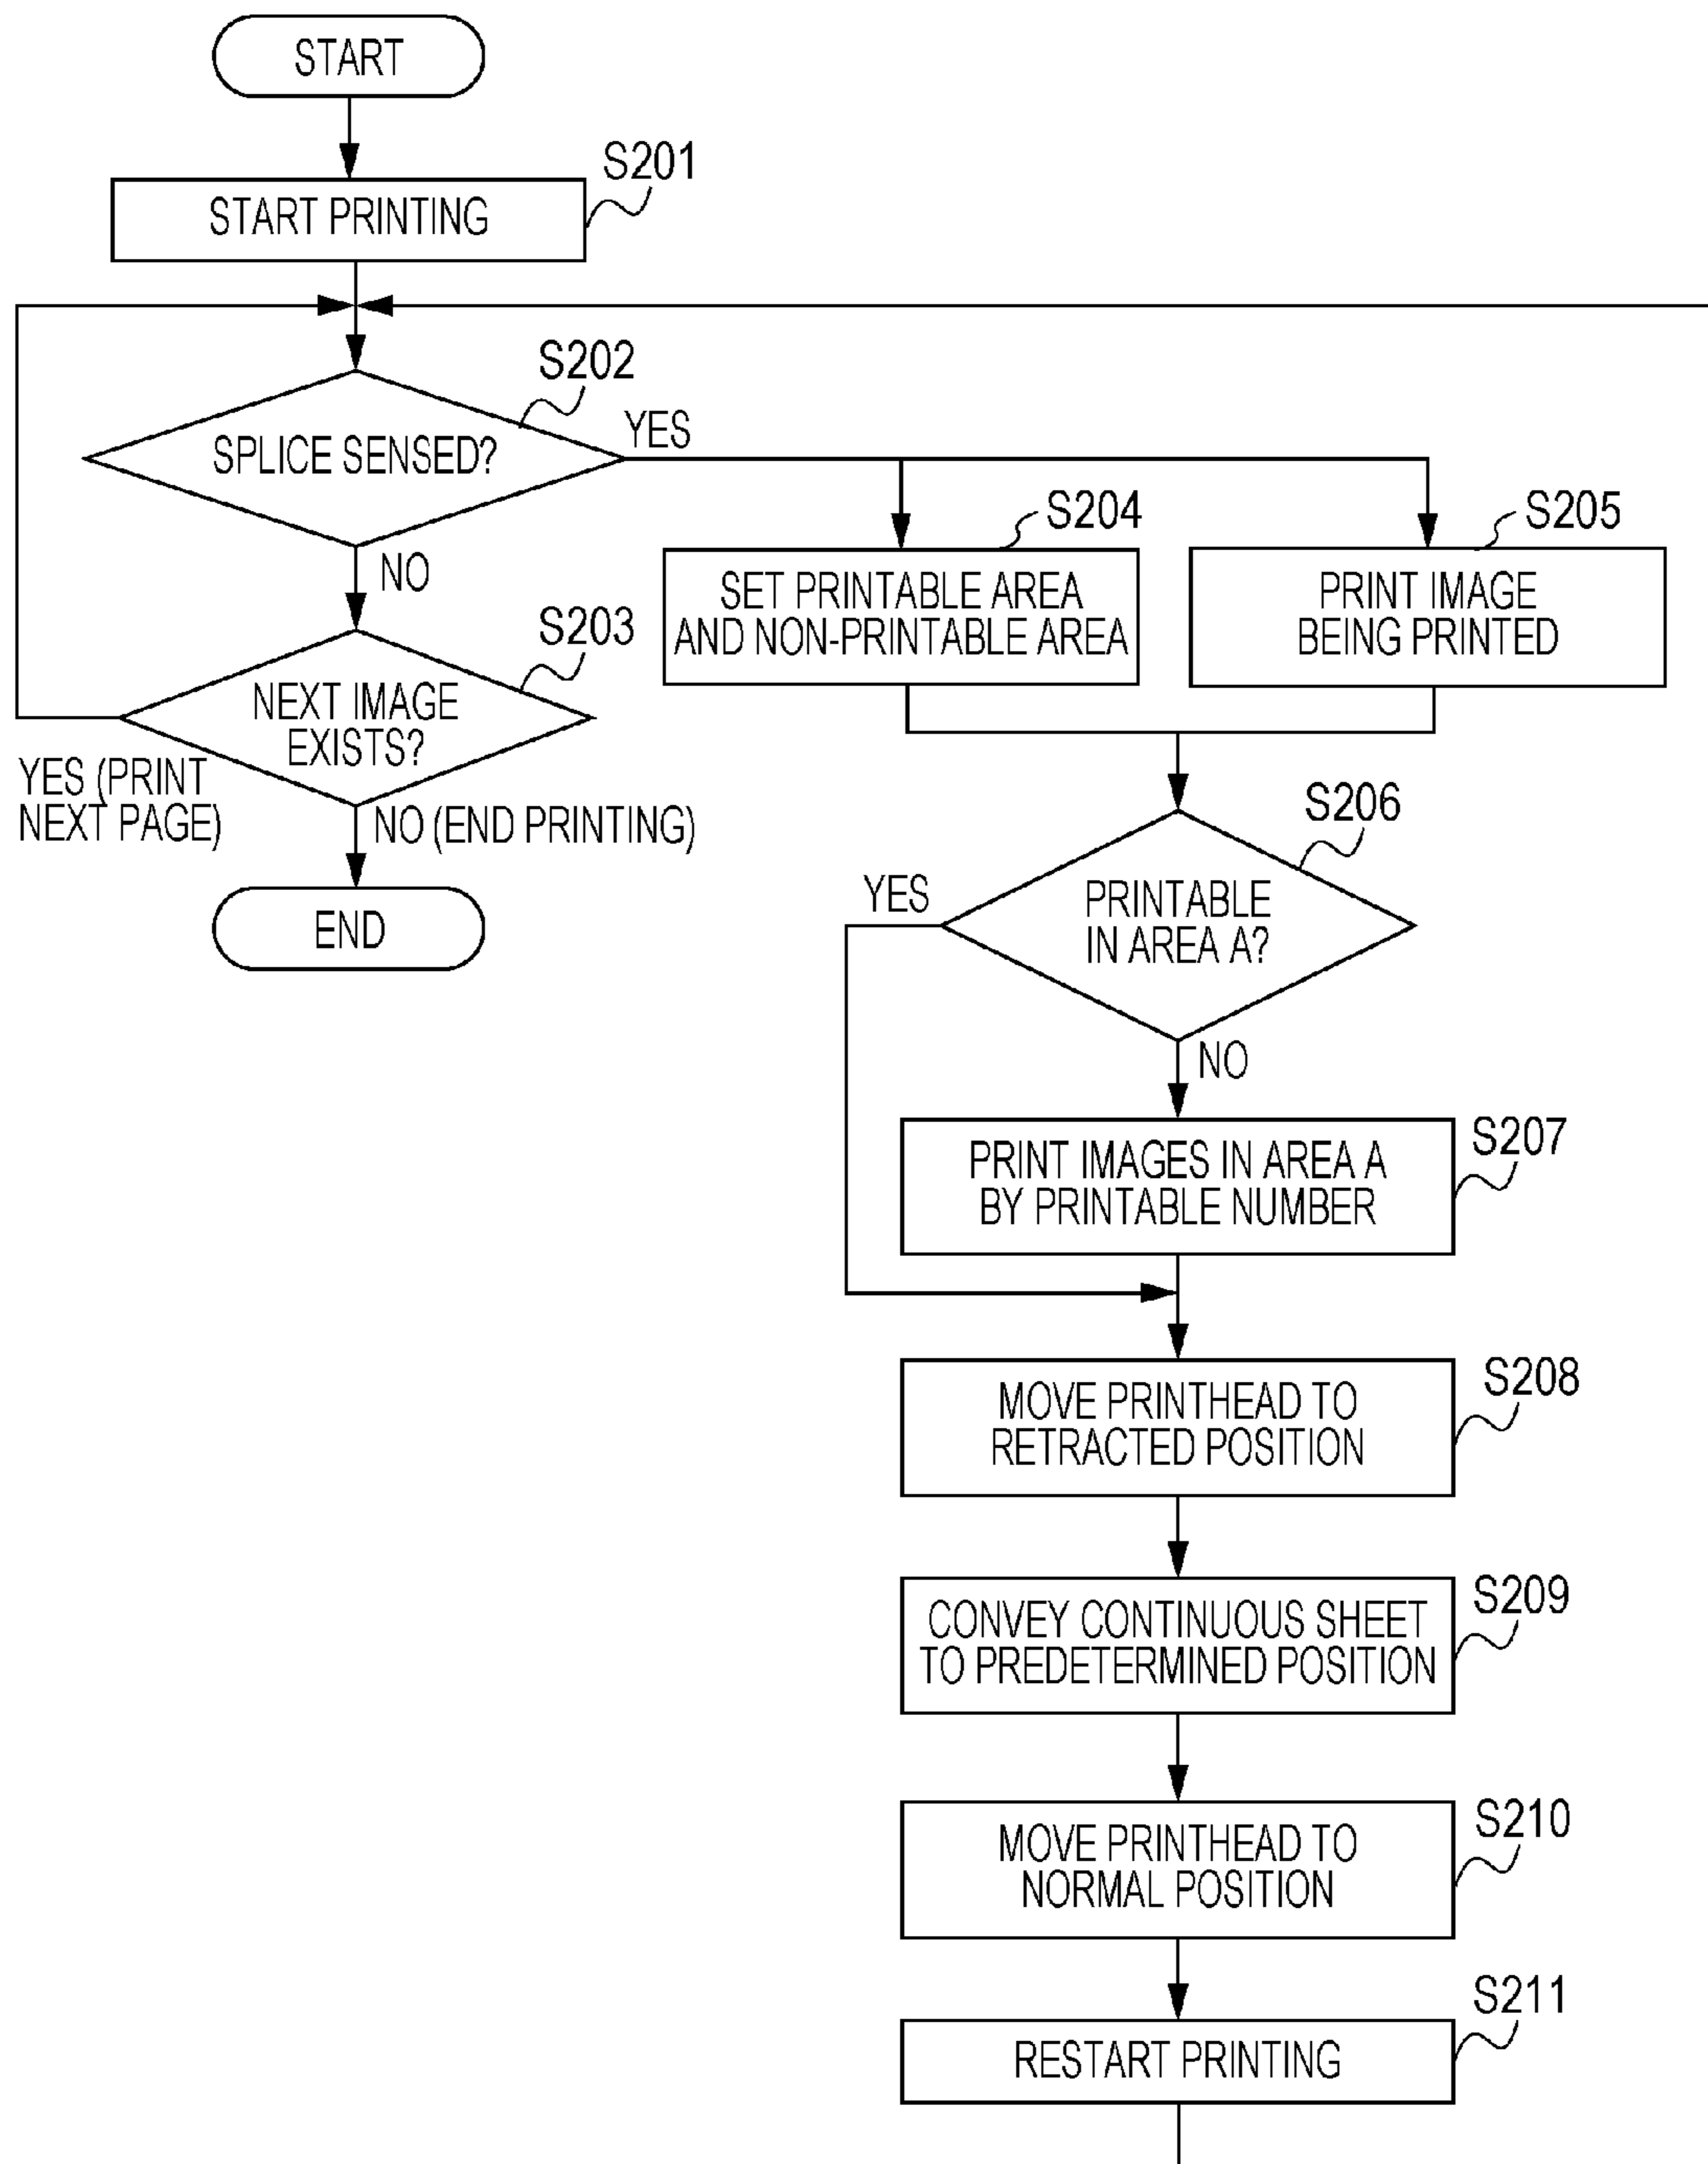 START
S201
START PRINTING
S202
SPLICE SENSED?
YES
NO
S203
NEXT IMAGE
EXISTS?
YES (PRINT
NEXT PAGE)
NO (END PRINTING)
END
S204
SET PRINTABLE AREA
AND NON-PRINTABLE AREA
S205
PRINT IMAGE
BEING PRINTED
S206
PRINTABLE
IN AREA A?
YES
NO
S207
PRINT IMAGES IN AREA A
BY PRINTABLE NUMBER
S208
MOVE PRINTHEAD TO
RETRACTED POSITION
S209
CONVEY CONTINUOUS SHEET
TO PREDETERMINED POSITION
S210
MOVE PRINTHEAD TO
NORMAL POSITION
S211
RESTART PRINTING